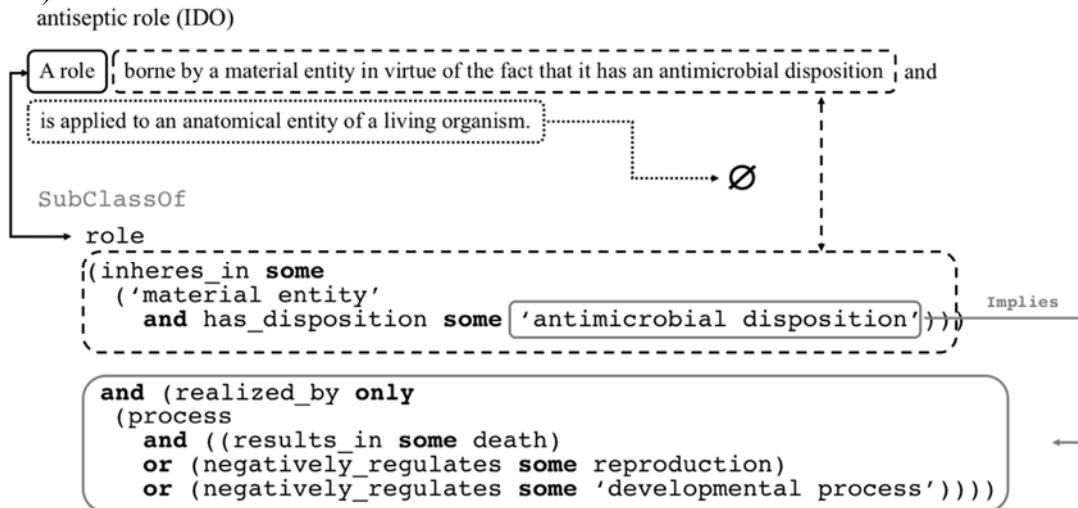 )
antiseptic role (IDO)
A role borne by a material entity in virtue of the fact that it has an antimicrobial disposition and
is applied to an anatomical entity of a living organism.
Ø
SubClassOf
role
(inheres_in some
(‘material entity’
and has_disposition some ‘antimicrobial disposition’)))
Implies
and (realized_by only
(process
and ((results_in some death)
or (negatively_regulates some reproduction)
or (negatively_regulates some ‘developmental process’))))